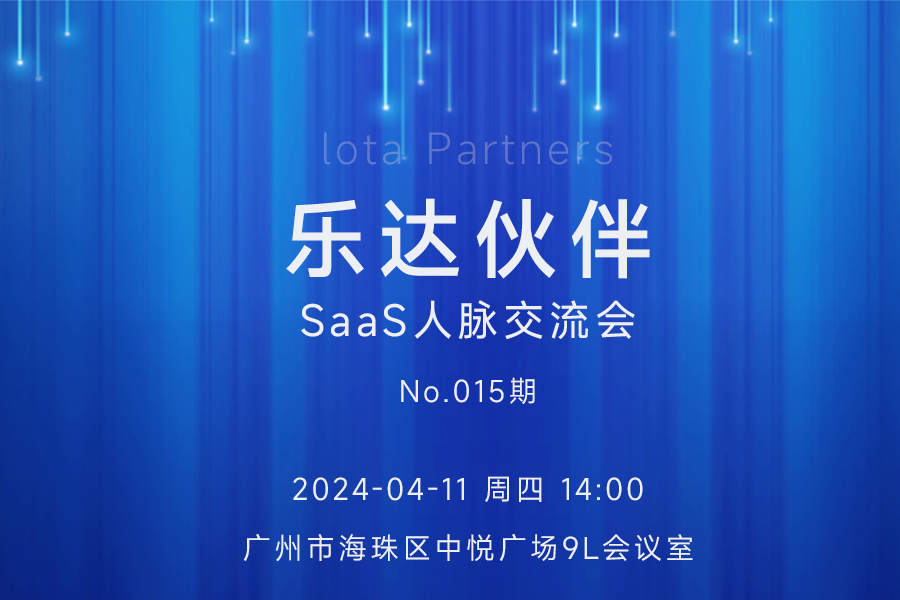 lota Partners
乐达伙伴
SaaS人脉交流会
No.015期
2024-04-11 周四 14:00
广州市海珠区中悦广场9L会议室